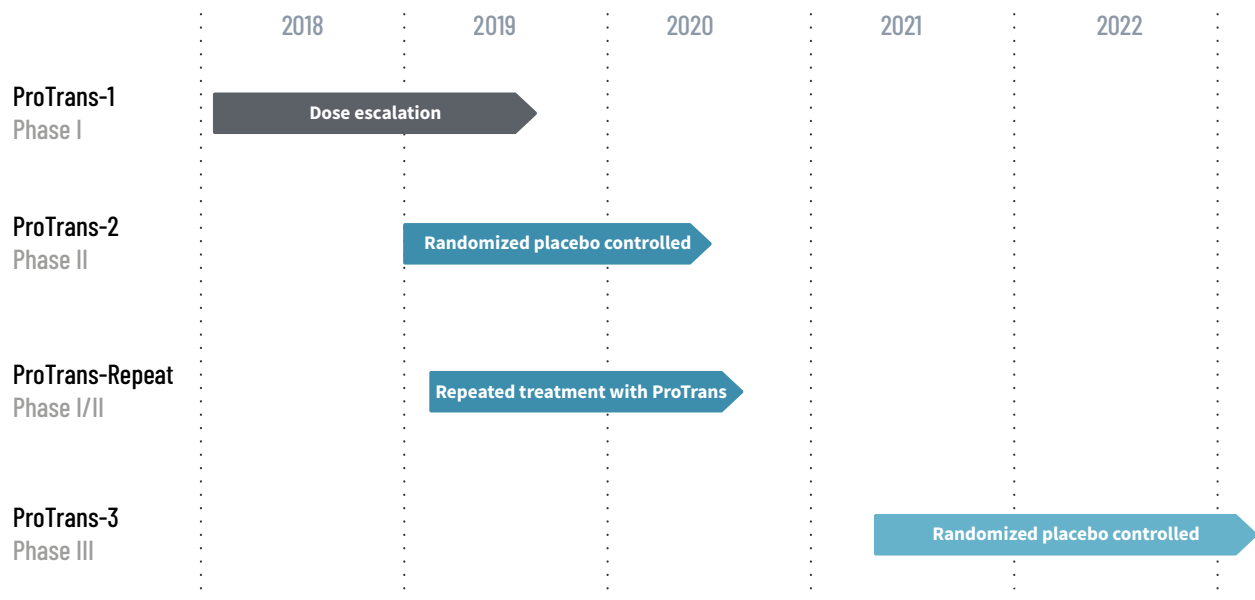 2018 2019 2020 2021 2022
ProTrans-1
Phase I
Dose escalation
ProTrans-2
Phase II
Randomized placebo controlled
ProTrans-Repeat
Phase I/II
Repeated treatment with ProTrans
ProTrans-3
Phase III
Randomized placebo controlled